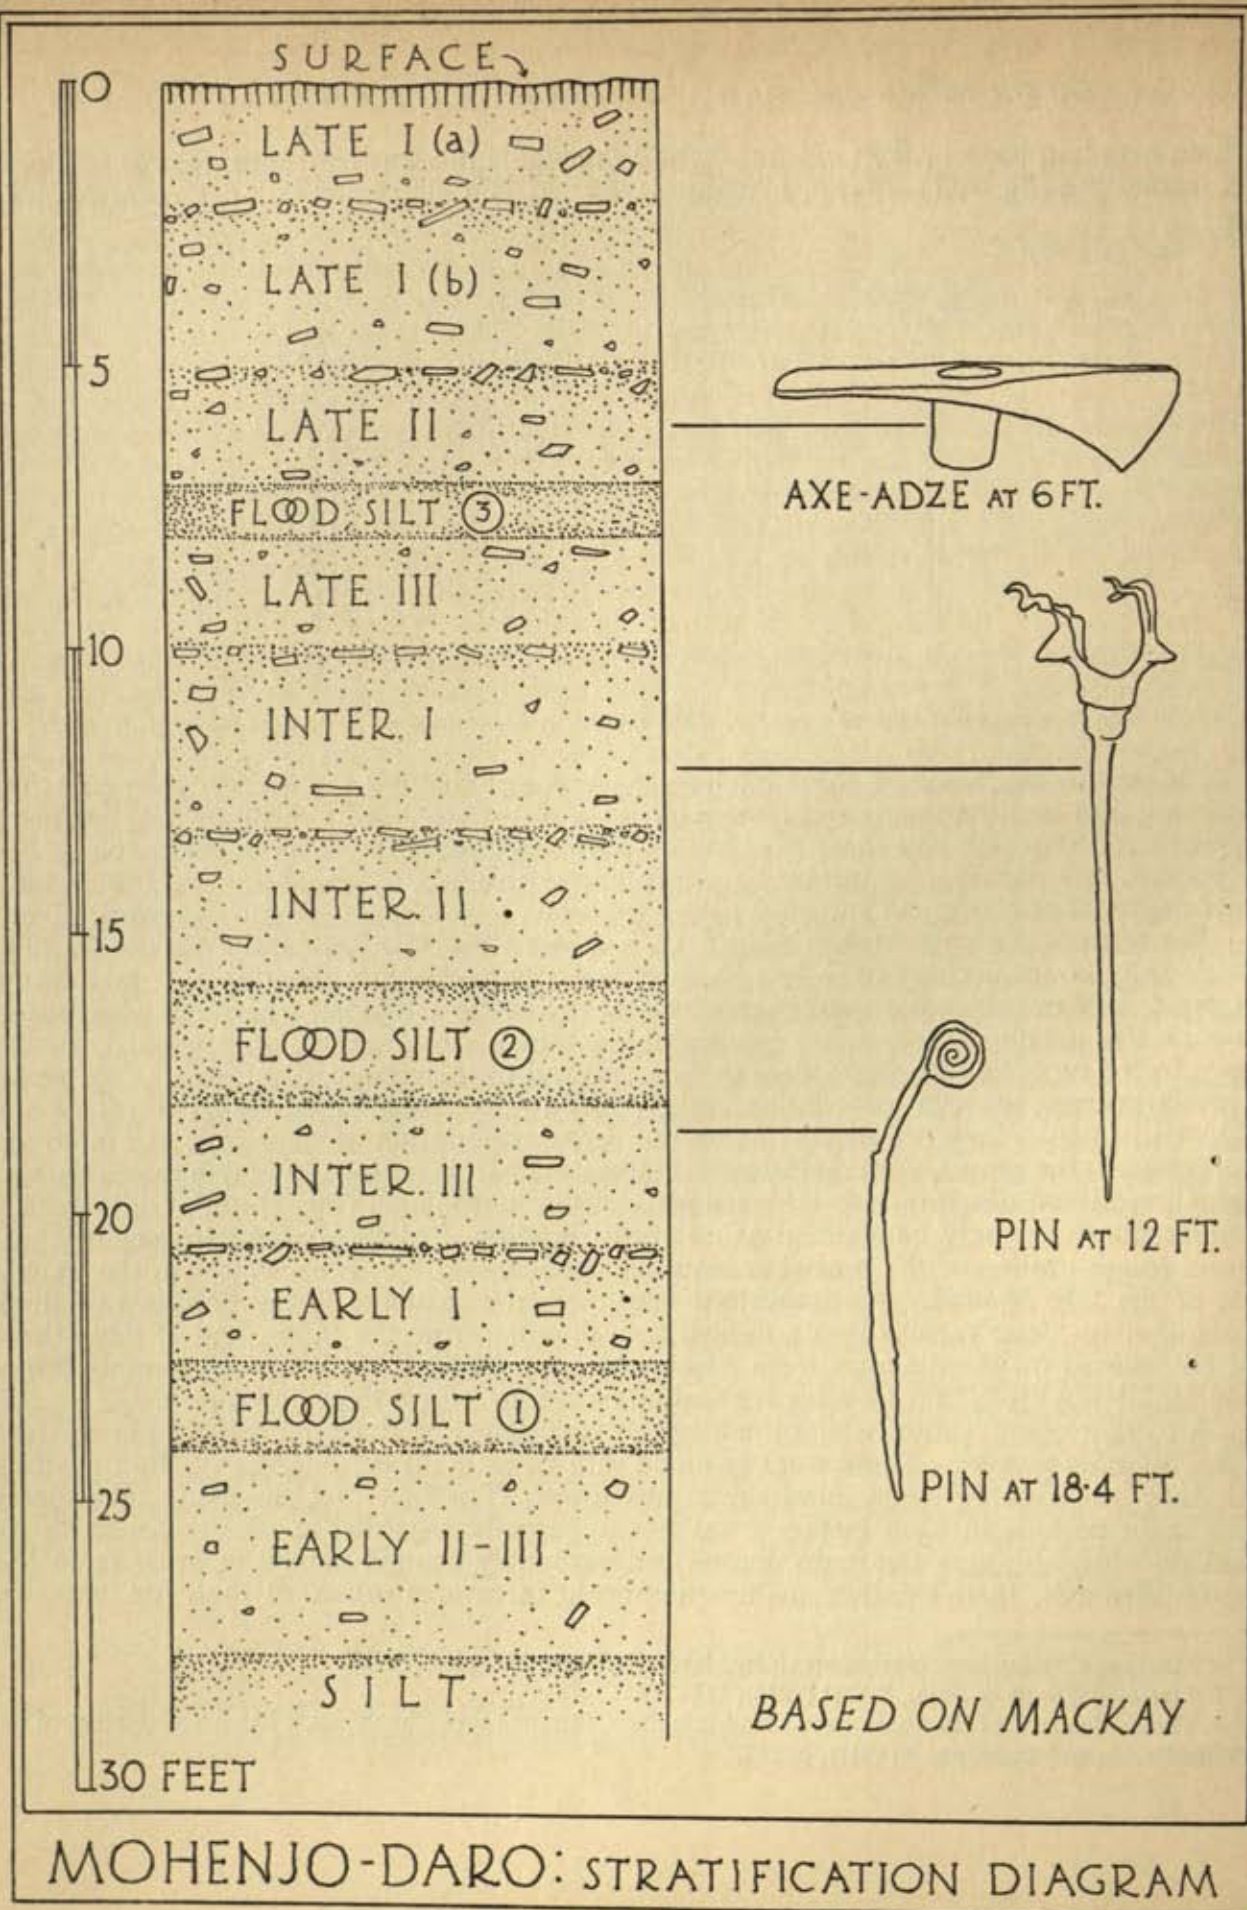 SURFACE
0
LATE I (a)
LATE I (b)
5
LATE II
FLOOD SILT ③
AXE-ADZE AT 6 FT.
LATE III
10
INTER. I
INTER. II
15
FLOOD SILT ②
INTER. III
20
PIN AT 12 FT.
EARLY I
FLOOD SILT ①
25
PIN AT 18·4 FT.
EARLY II-III
SILT
BASED ON MACKAY
30 FEET
MOHENJO-DARO: STRATIFICATION DIAGRAM